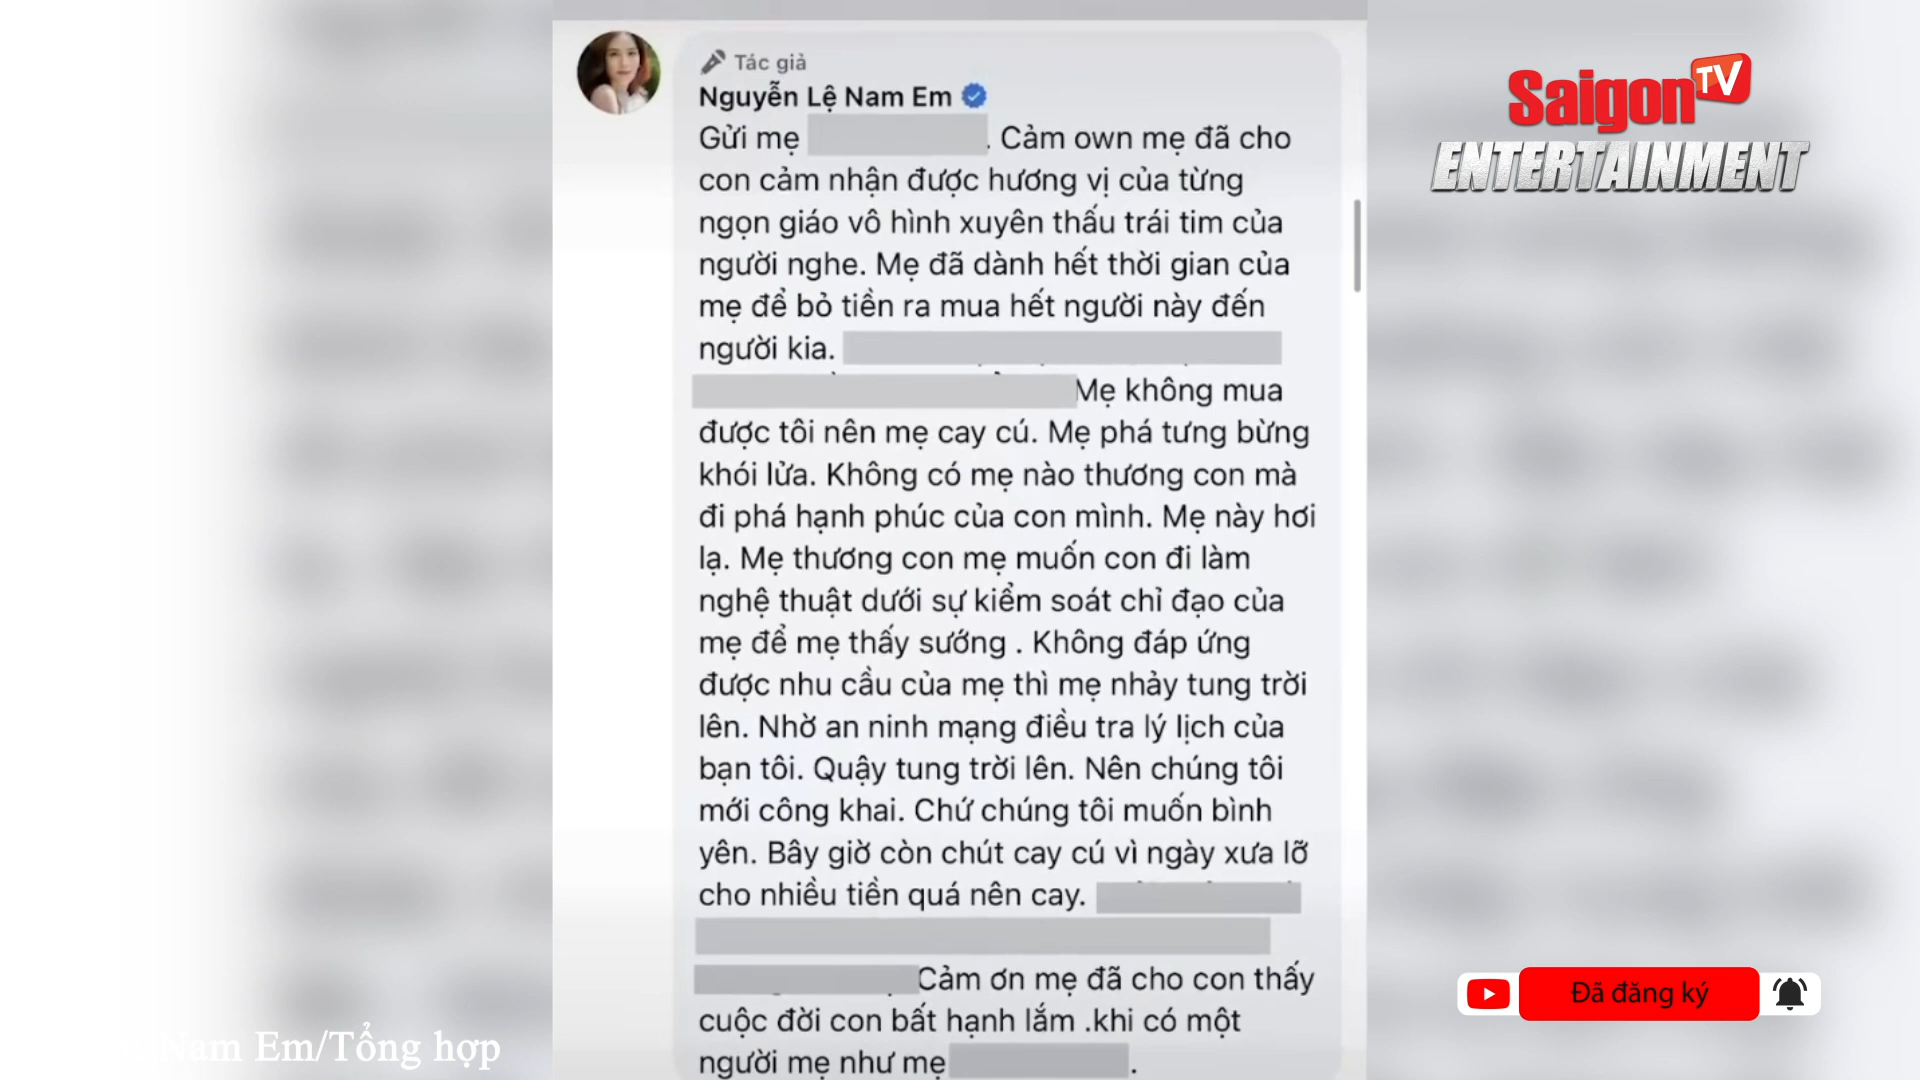 Tác giả
Nguyễn Lệ Nam Em
Gửi mẹ . Cảm own mẹ đã cho
con cảm nhận được hương vị của từng
ngọn giáo vô hình xuyên thấu trái tim của
người nghe. Mẹ đã dành hết thời gian của
mẹ để bỏ tiền ra mua hết người này đến
người kia.
Mẹ không mua
được tôi nên mẹ cay cú. Mẹ phá tưng bừng
khói lửa. Không có mẹ nào thương con mà
đi phá hạnh phúc của con mình. Mẹ này hơi
lạ. Mẹ thương con mẹ muốn con đi làm
nghệ thuật dưới sự kiểm soát chỉ đạo của
mẹ để mẹ thấy sướng . Không đáp ứng
được nhu cầu của mẹ thì mẹ nhảy tung trời
lên. Nhờ an ninh mạng điều tra lý lịch của
bạn tôi. Quậy tung trời lên. Nên chúng tôi
mới công khai. Chứ chúng tôi muốn bình
yên. Bây giờ còn chút cay cú vì ngày xưa lỡ
cho nhiều tiền quá nên cay.
Cảm ơn mẹ đã cho con thấy
cuộc đời con bất hạnh lắm .khi có một
người mẹ như mẹ .
Saigon TV
ENTERTAINMENT
Đã đăng ký
Nam Em/Tổng hợp